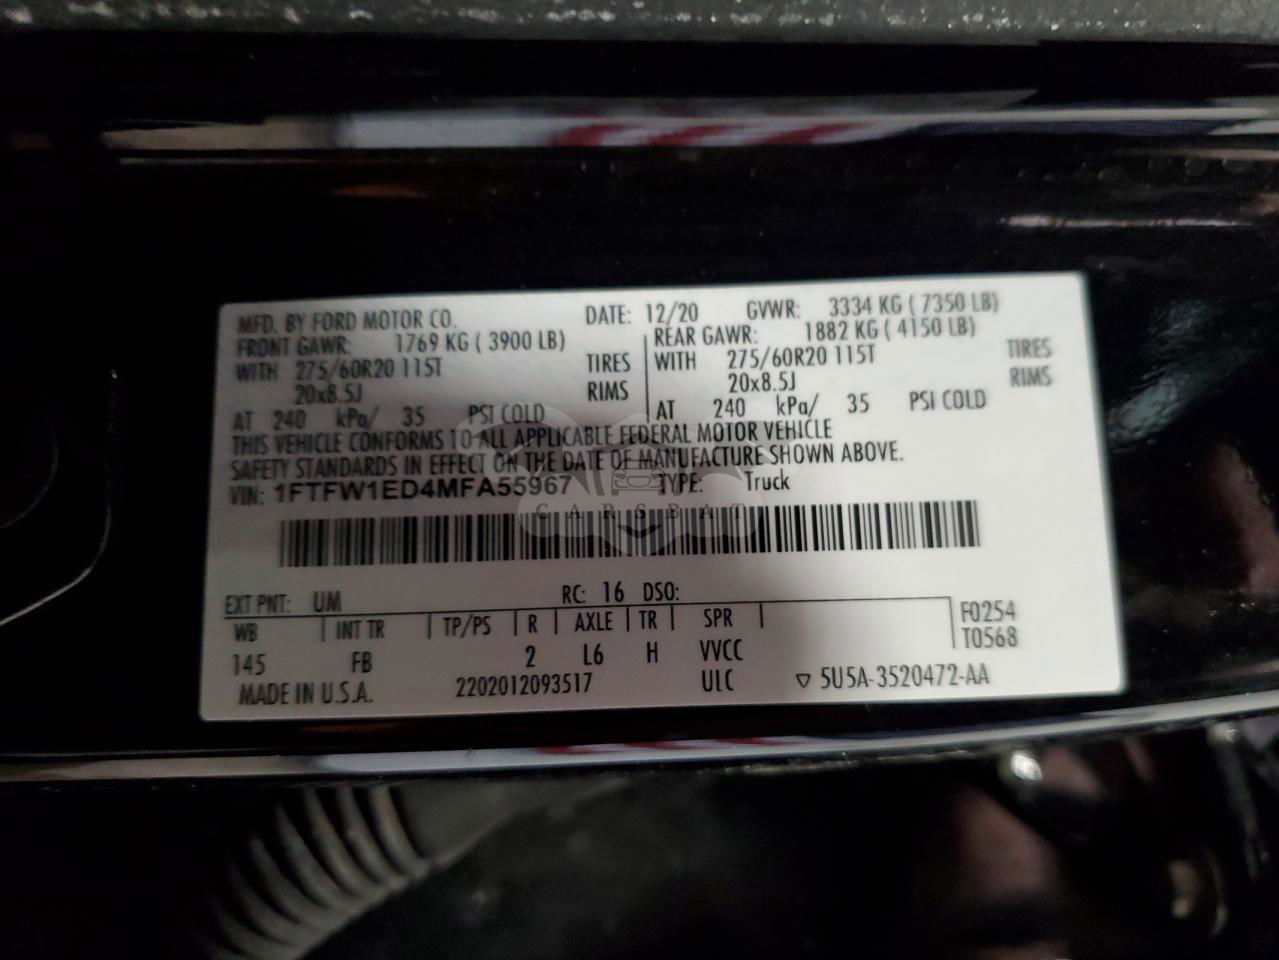 MFD. BY FORD MOTOR CO. DATE: 12/20 GVWR: 3334 KG ( 7350 LB)
FRONT GAWR: 1769 KG ( 3900 LB) REAR GAWR: 1882 KG ( 4150 LB)
WITH 275/60R20 115T TIRES WITH 275/60R20 115T TIRES
20x8.5J RIMS 20x8.5J RIMS
AT 240 kPa/ 35 PSI COLD AT 240 kPa/ 35 PSI COLD
THIS VEHICLE CONFORMS TO ALL APPLICABLE FEDERAL MOTOR VEHICLE
SAFETY STANDARDS IN EFFECT ON THE DATE OF MANUFACTURE SHOWN ABOVE.
VIN: 1FTFW1ED4MFA55967 TYPE: Truck
CARSBAT
EXT PNT: UM RC: 16 DSO:
WB INT TR TP/PS R AXLE TR SPR F0254
145 FB 2 L6 H VVCC T0568
MADE IN U.S.A. 2202012093517 ULC ▽ 5U5A-3520472-AA